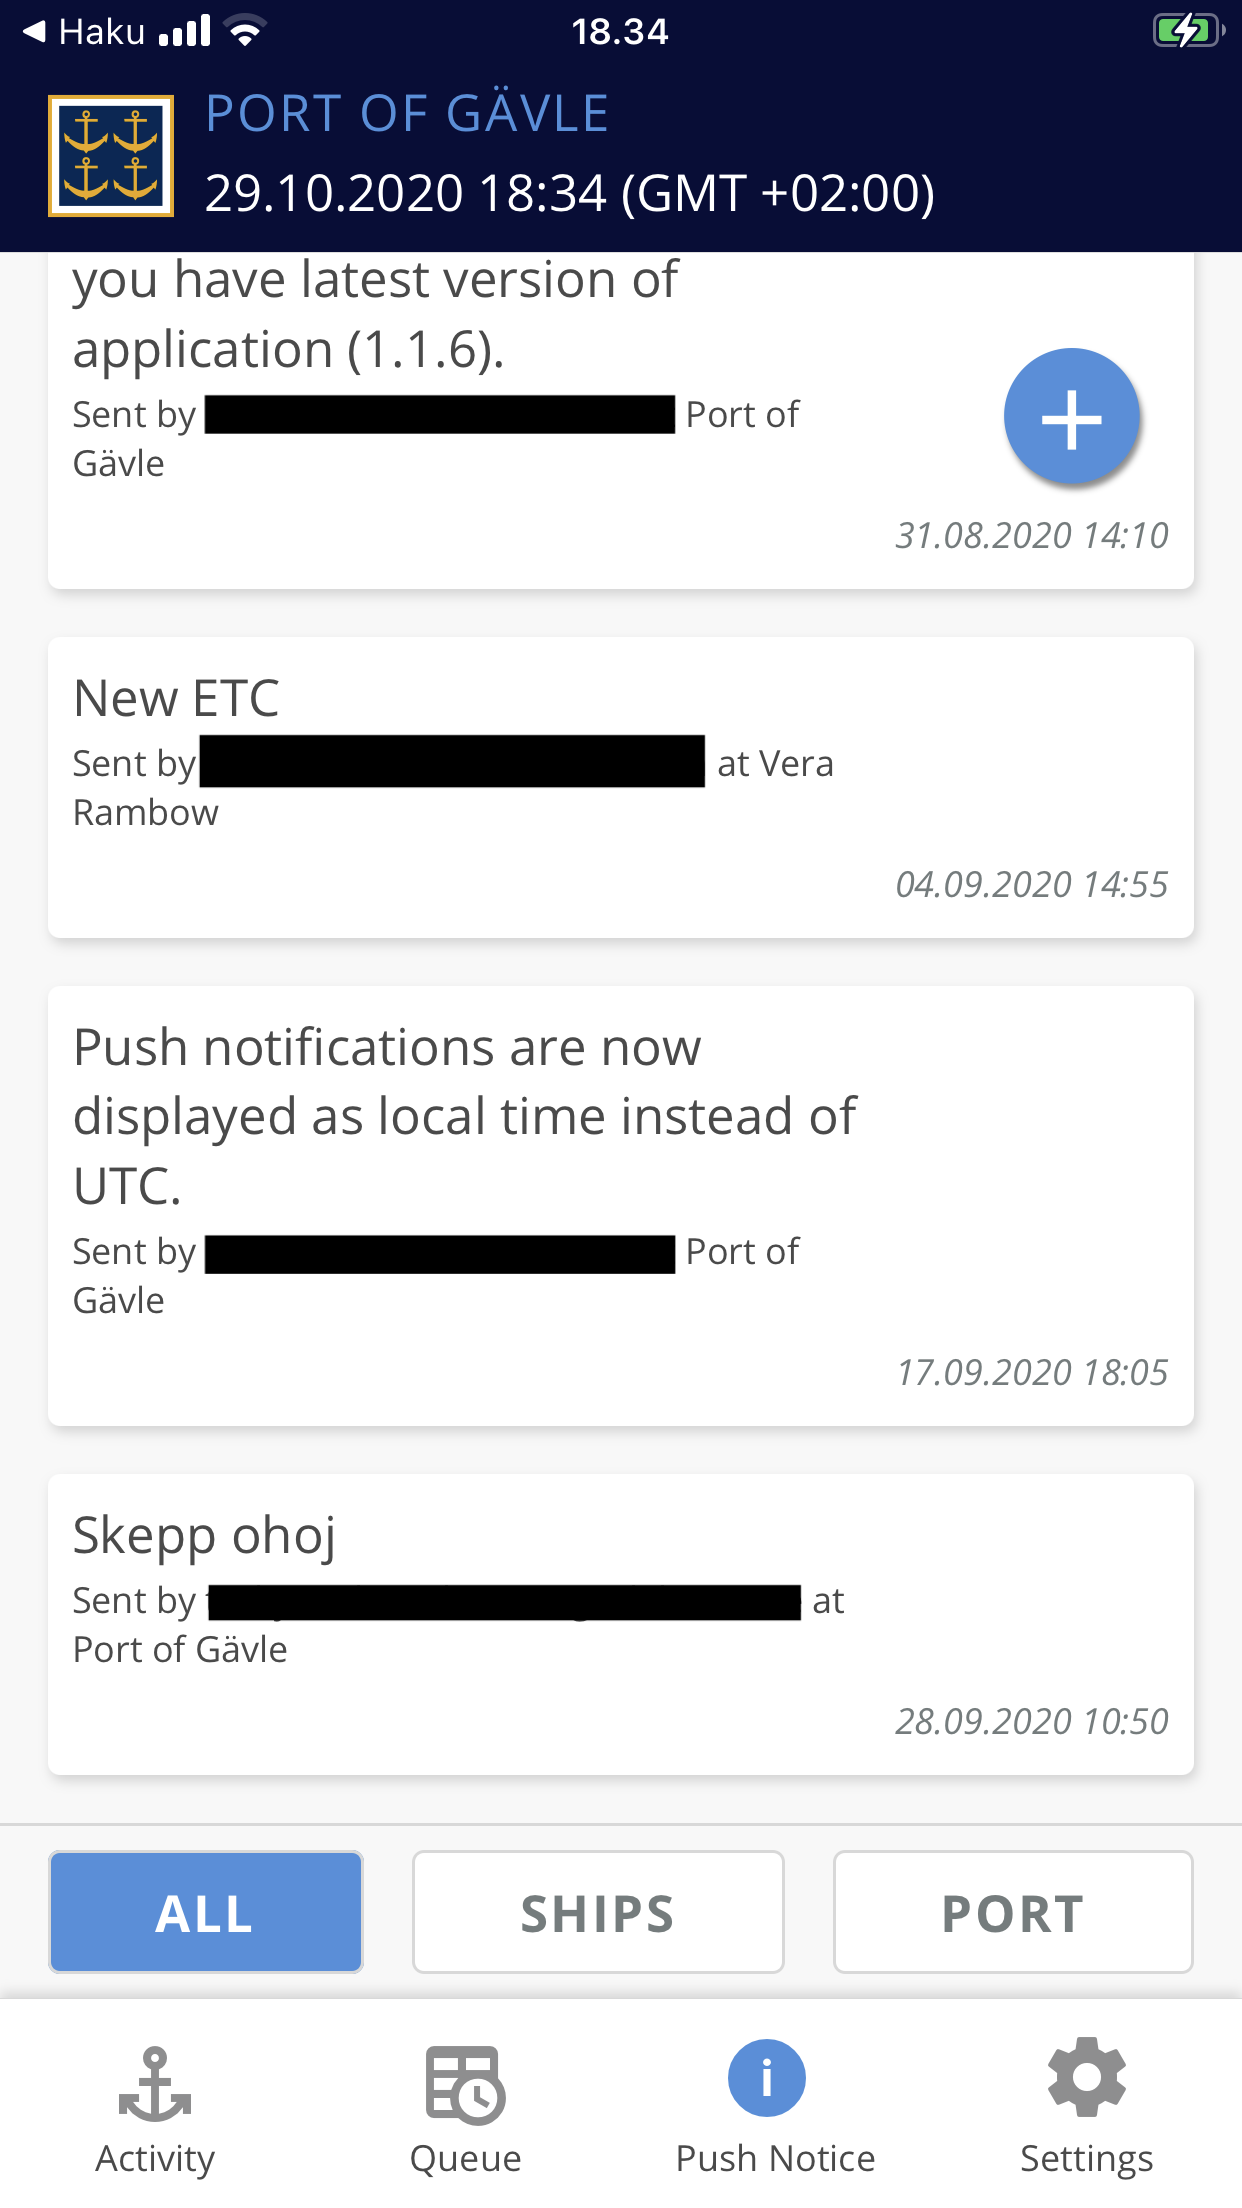 Haku
18.34
PORT OF GÄVLE
29.10.2020 18:34 (GMT +02:00)
you have latest version of
application (1.1.6).
Sent by Port of
Gävle
31.08.2020 14:10
New ETC
Sent by at Vera
Rambow
04.09.2020 14:55
Push notifications are now
displayed as local time instead of
UTC.
Sent by Port of
Gävle
17.09.2020 18:05
Skepp ohoj
Sent by at
Port of Gävle
28.09.2020 10:50
ALL
SHIPS
PORT
Activity
Queue
Push Notice
Settings